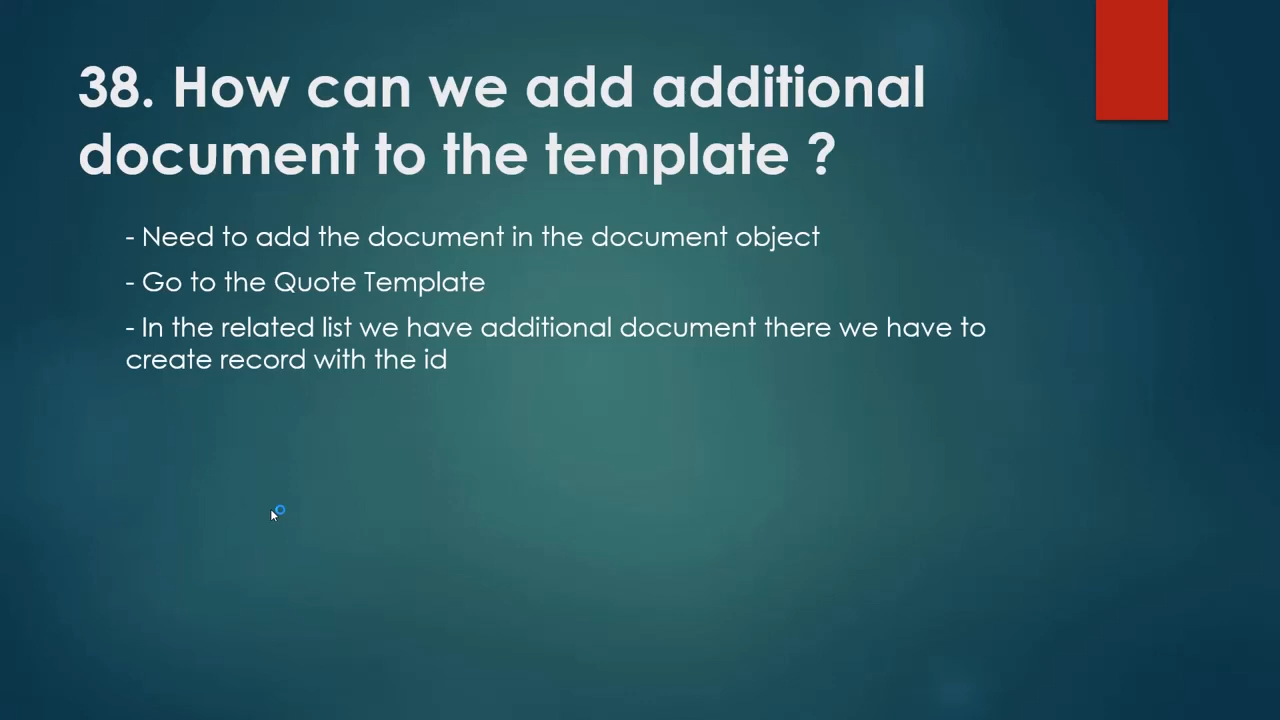 38. How can we add additional
document to the template ?
- Need to add the document in the document object
- Go to the Quote Template
- In the related list we have additional document there we have to
create record with the id